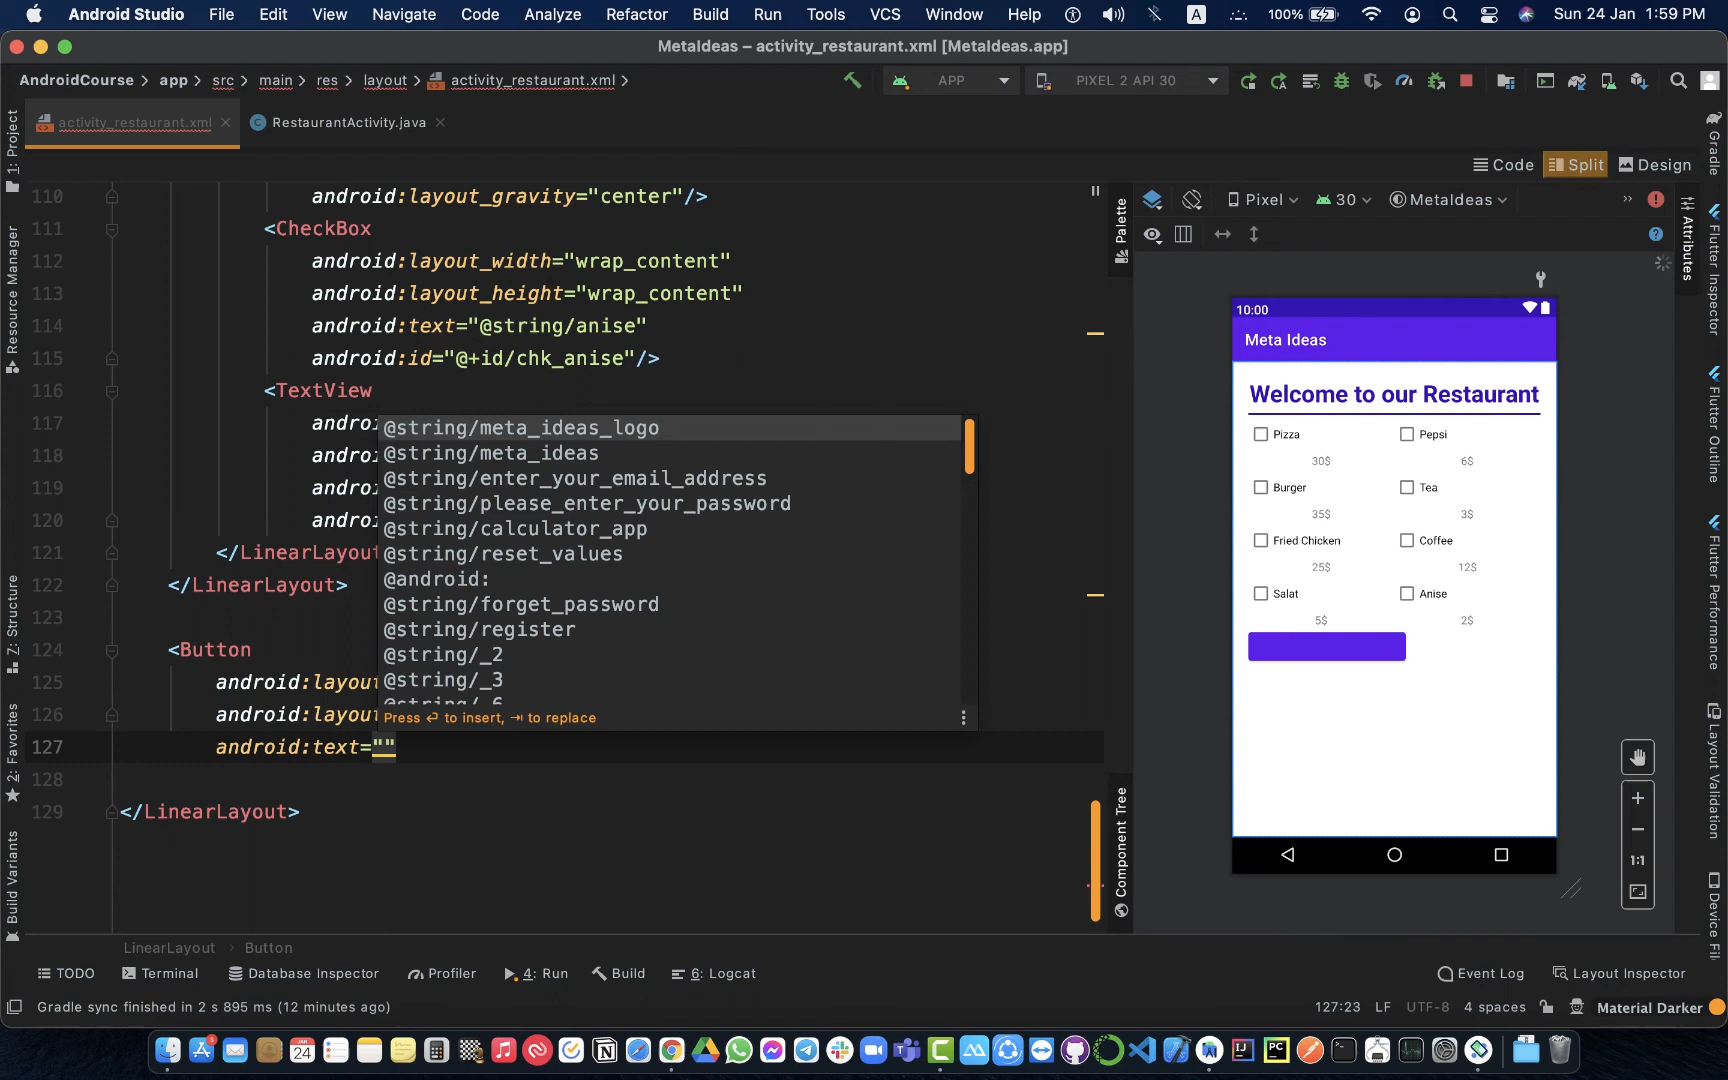 Android Studio File Edit View Navigate Code Analyze Refactor Build Run Tools VCS Window Help A 100% Sun 24 Jan 1:59 PM
MetaIdeas – activity_restaurant.xml [MetaIdeas.app]
AndroidCourse app src main res layout activity_restaurant.xml APP PIXEL 2 API 30
activity_restaurant.xml RestaurantActivity.java
Code Split Design
1: Project
Resource Manager
Z: Structure
2: Favorites
Build Variants
110 android:layout_gravity="center"/>
111 <CheckBox
112 android:layout_width="wrap_content"
113 android:layout_height="wrap_content"
114 android:text="@string/anise"
115 android:id="@+id/chk_anise"/>
116 <TextView
117 androi
118 androi
119 androi
120 androi
121 </LinearLayout
122 </LinearLayout>
123
124 <Button
125 android:layout
126 android:layout
127 android:text=""
128
129 </LinearLayout>
@string/meta_ideas_logo
@string/meta_ideas
@string/enter_your_email_address
@string/please_enter_your_password
@string/calculator_app
@string/reset_values
@android:
@string/forget_password
@string/register
@string/_2
@string/_3
@string/_6
Press ↩ to insert, ⇥ to replace
Palette
Component Tree
Pixel 30 MetaIdeas
10:00
Meta Ideas
Welcome to our Restaurant
Pizza Pepsi
30$ 6$
Burger Tea
35$ 3$
Fried Chicken Coffee
25$ 12$
Salat Anise
5$ 2$
1:1
Attributes
Gradle
Flutter Inspector
Flutter Outline
Flutter Performance
Layout Validation
Device Fil
LinearLayout Button
TODO Terminal Database Inspector Profiler 4: Run Build 6: Logcat Event Log Layout Inspector
Gradle sync finished in 2 s 895 ms (12 minutes ago) 127:23 LF UTF-8 4 spaces Material Darker